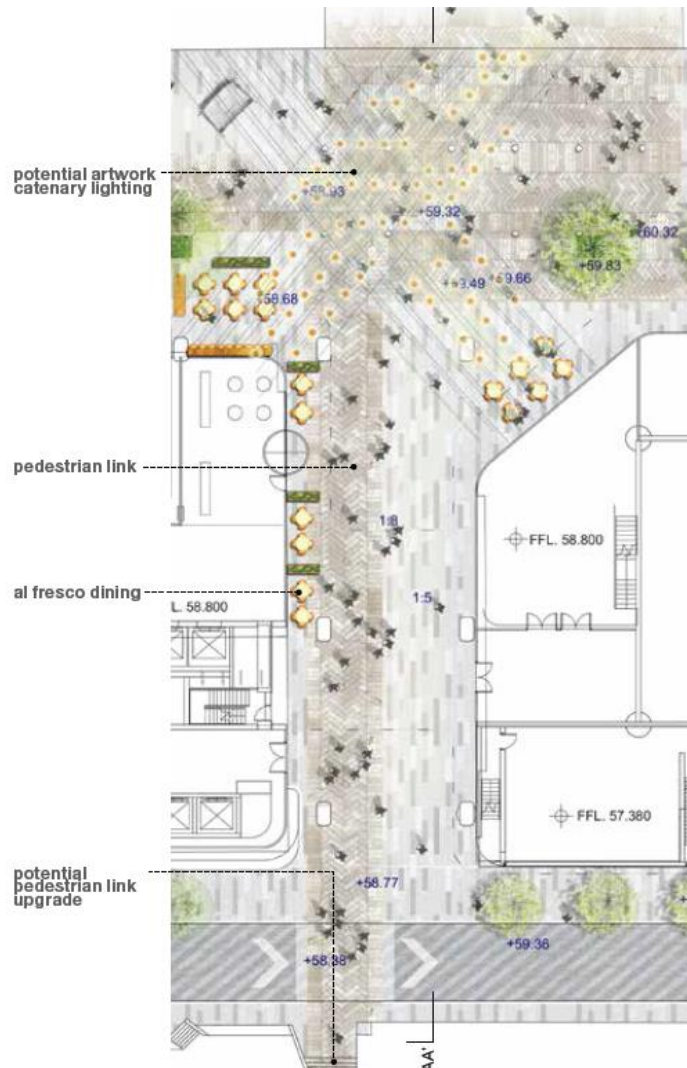 potential artwork
catenary lighting
+59.32
+60.32
+59.83
+59.66
58.68
pedestrian link
1:8
FFL. 58.800
al fresco dining
1:5
L. 58.800
FFL. 57.380
potential
pedestrian link
upgrade
+58.77
+59.36
+58.38
AA'